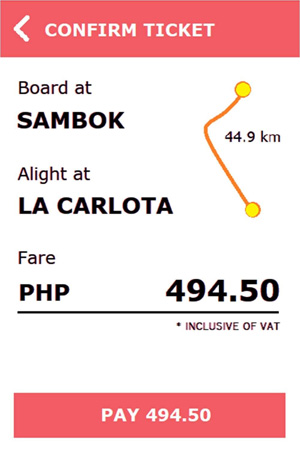 CONFIRM TICKET
Board at
SAMBOK
44.9 km
Alight at
LA CARLOTA
Fare
PHP 494.50
* INCLUSIVE OF VAT
PAY 494.50